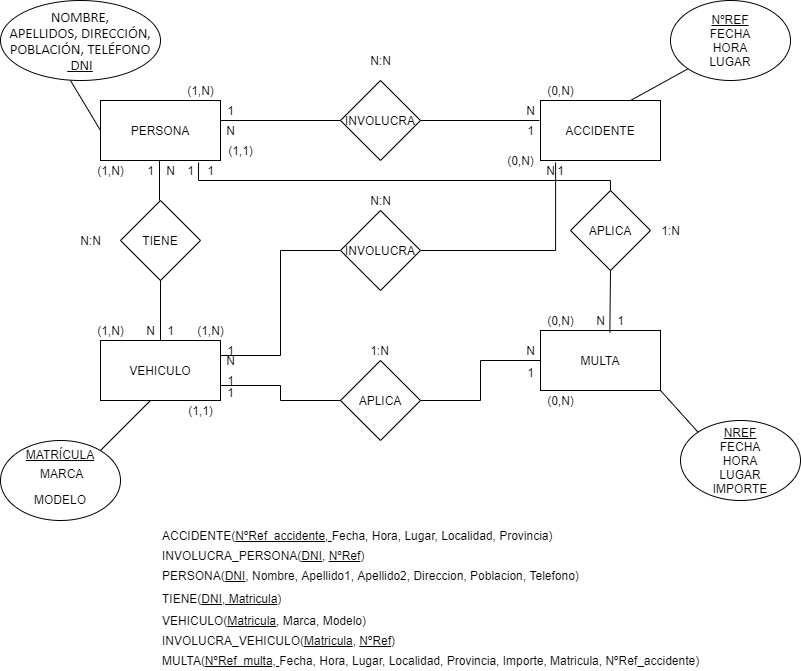 NOMBRE,
APELLIDOS, DIRECCIÓN,
POBLACIÓN, TELÉFONO
DNI
NºREF
FECHA
HORA
LUGAR
N:N
(1,N)
(0,N)
1
N
PERSONA
INVOLUCRA
ACCIDENTE
N
1
(1,1)
(0,N)
(1,N)
1
N
1
1
N
1
N:N
N:N
TIENE
INVOLUCRA
APLICA
1:N
(1,N)
N
1
(1,N)
(0,N)
N
1
1
N
1:N
N
VEHICULO
MULTA
1
1
1
APLICA
(1,1)
(0,N)
MATRÍCULA
MARCA
MODELO
NREF
FECHA
HORA
LUGAR
IMPORTE
ACCIDENTE(NºRef_accidente, Fecha, Hora, Lugar, Localidad, Provincia)
INVOLUCRA_PERSONA(DNI, NºRef)
PERSONA(DNI, Nombre, Apellido1, Apellido2, Direccion, Poblacion, Telefono)
TIENE(DNI, Matricula)
VEHICULO(Matricula, Marca, Modelo)
INVOLUCRA_VEHICULO(Matricula, NºRef)
MULTA(NºRef_multa, Fecha, Hora, Lugar, Localidad, Provincia, Importe, Matricula, NºRef_accidente)